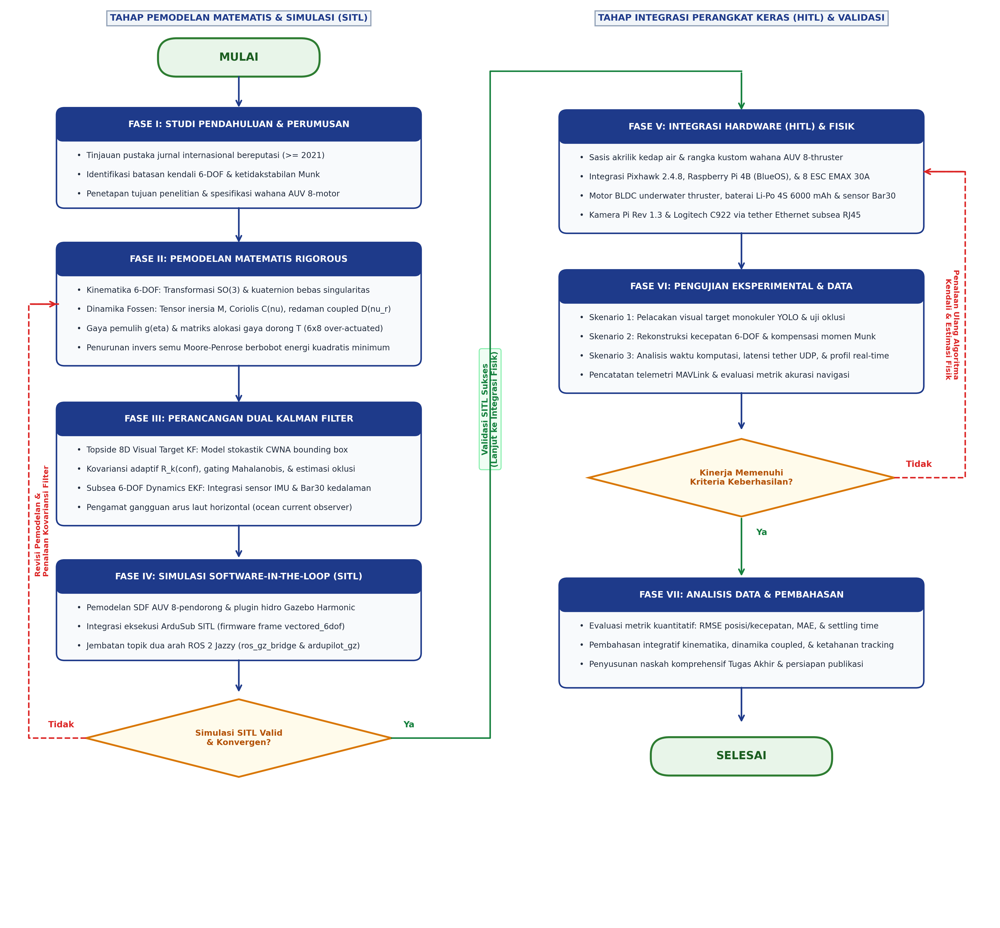 TAHAP PEMODELAN MATEMATIS & SIMULASI (SITL)
MULAI
FASE I: STUDI PENDAHULUAN & PERUMUSAN
• Tinjauan pustaka jurnal internasional bereputasi (>= 2021)
• Identifikasi batasan kendali 6-DOF & ketidakstabilan Munk
• Penetapan tujuan penelitian & spesifikasi wahana AUV 8-motor
FASE II: PEMODELAN MATEMATIS RIGOROUS
• Kinematika 6-DOF: Transformasi SO(3) & kuaternion bebas singularitas
• Dinamika Fossen: Tensor inersia M, Coriolis C(nu), redaman coupled D(nu_r)
• Gaya pemulih g(eta) & matriks alokasi gaya dorong T (6x8 over-actuated)
• Penurunan invers semu Moore-Penrose berbobot energi kuadratis minimum
FASE III: PERANCANGAN DUAL KALMAN FILTER
• Topside 8D Visual Target KF: Model stokastik CWNA bounding box
• Kovariansi adaptif R_k(conf), gating Mahalanobis, & estimasi oklusi
• Subsea 6-DOF Dynamics EKF: Integrasi sensor IMU & Bar30 kedalaman
• Pengamat gangguan arus laut horizontal (ocean current observer)
Revisi Pemodelan &
Penalaan Kovariansi Filter
FASE IV: SIMULASI SOFTWARE-IN-THE-LOOP (SITL)
• Pemodelan SDF AUV 8-pendorong & plugin hidro Gazebo Harmonic
• Integrasi eksekusi ArduSub SITL (firmware frame vectored_6dof)
• Jembatan topik dua arah ROS 2 Jazzy (ros_gz_bridge & ardupilot_gz)
Tidak
Simulasi SITL Valid
& Konvergen?
Ya
Validasi SITL Sukses
(Lanjut ke Integrasi Fisik)
TAHAP INTEGRASI PERANGKAT KERAS (HITL) & VALIDASI
FASE V: INTEGRASI HARDWARE (HITL) & FISIK
• Sasis akrilik kedap air & rangka kustom wahana AUV 8-thruster
• Integrasi Pixhawk 2.4.8, Raspberry Pi 4B (BlueOS), & 8 ESC EMAX 30A
• Motor BLDC underwater thruster, baterai Li-Po 4S 6000 mAh & sensor Bar30
• Kamera Pi Rev 1.3 & Logitech C922 via tether Ethernet subsea RJ45
FASE VI: PENGUJIAN EKSPERIMENTAL & DATA
• Skenario 1: Pelacakan visual target monokuler YOLO & uji oklusi
• Skenario 2: Rekonstruksi kecepatan 6-DOF & kompensasi momen Munk
• Skenario 3: Analisis waktu komputasi, latensi tether UDP, & profil real-time
• Pencatatan telemetri MAVLink & evaluasi metrik akurasi navigasi
Penalaan Ulang Algoritma
Kendali & Estimasi Fisik
Kinerja Memenuhi
Kriteria Keberhasilan?
Tidak
Ya
FASE VII: ANALISIS DATA & PEMBAHASAN
• Evaluasi metrik kuantitatif: RMSE posisi/kecepatan, MAE, & settling time
• Pembahasan integratif kinematika, dinamika coupled, & ketahanan tracking
• Penyusunan naskah komprehensif Tugas Akhir & persiapan publikasi
SELESAI